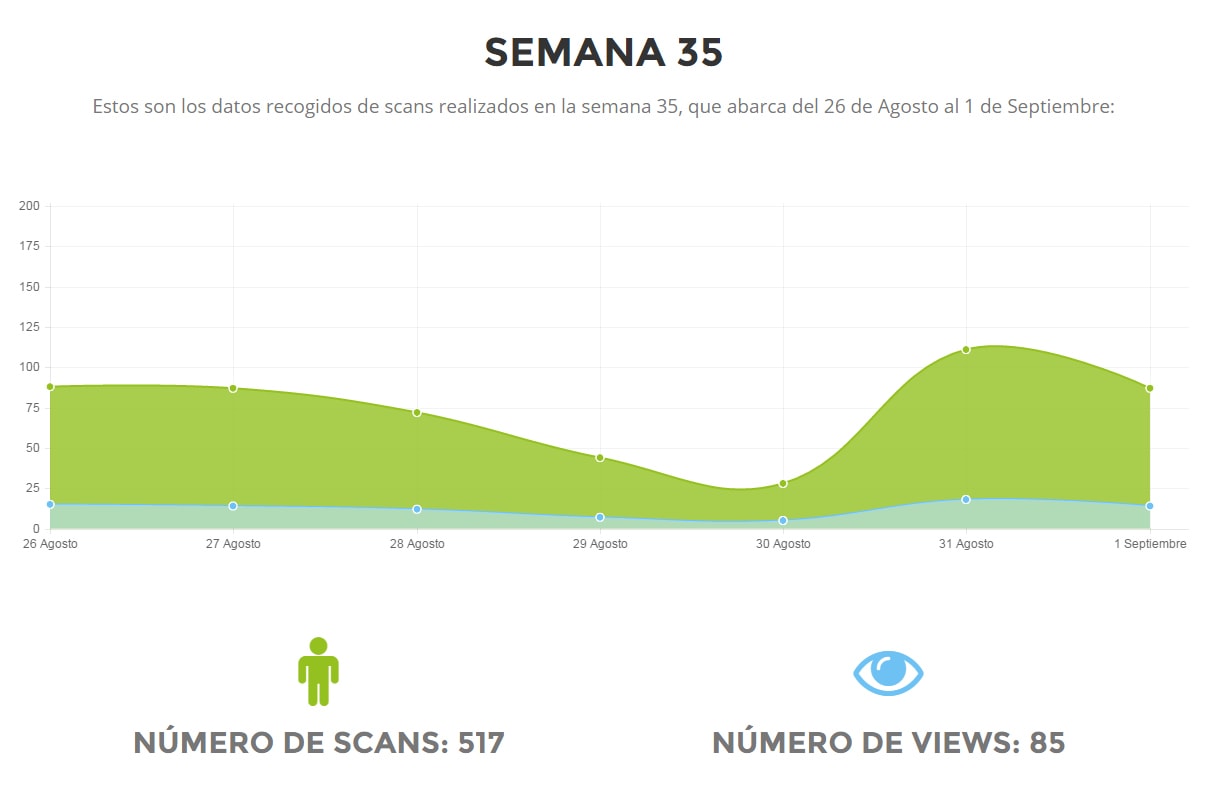 SEMANA 35
Estos son los datos recogidos de scans realizados en la semana 35, que abarca del 26 de Agosto al 1 de Septiembre:
200
175
150
125
100
75
50
25
0
26 Agosto 27 Agosto 28 Agosto 29 Agosto 30 Agosto 31 Agosto 1 Septiembre
NÚMERO DE SCANS: 517 NÚMERO DE VIEWS: 85